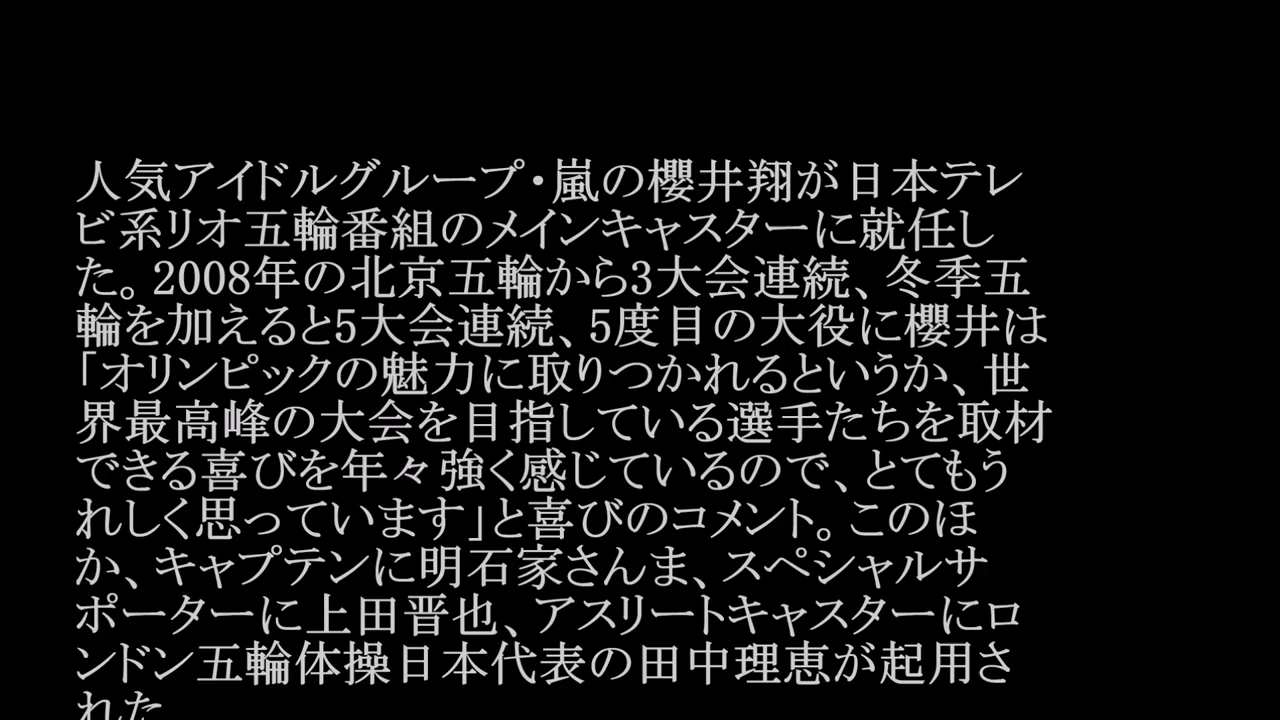 人気アイドルグループ・嵐の櫻井翔が日本テレ
ビ系リオ五輪番組のメインキャスターに就任し
た。2008年の北京五輪から3大会連続、冬季五
輪を加えると5大会連続、5度目の大役に櫻井は
「オリンピックの魅力に取りつかれるというか、世
界最高峰の大会を目指している選手たちを取材
できる喜びを年々強く感じているので、とてもう
れしく思っています」と喜びのコメント。このほ
か、キャプテンに明石家さんま、スペシャルサ
ポーターに上田晋也、アスリートキャスターにロ
ンドン五輪体操日本代表の田中理恵が起用さ
れた